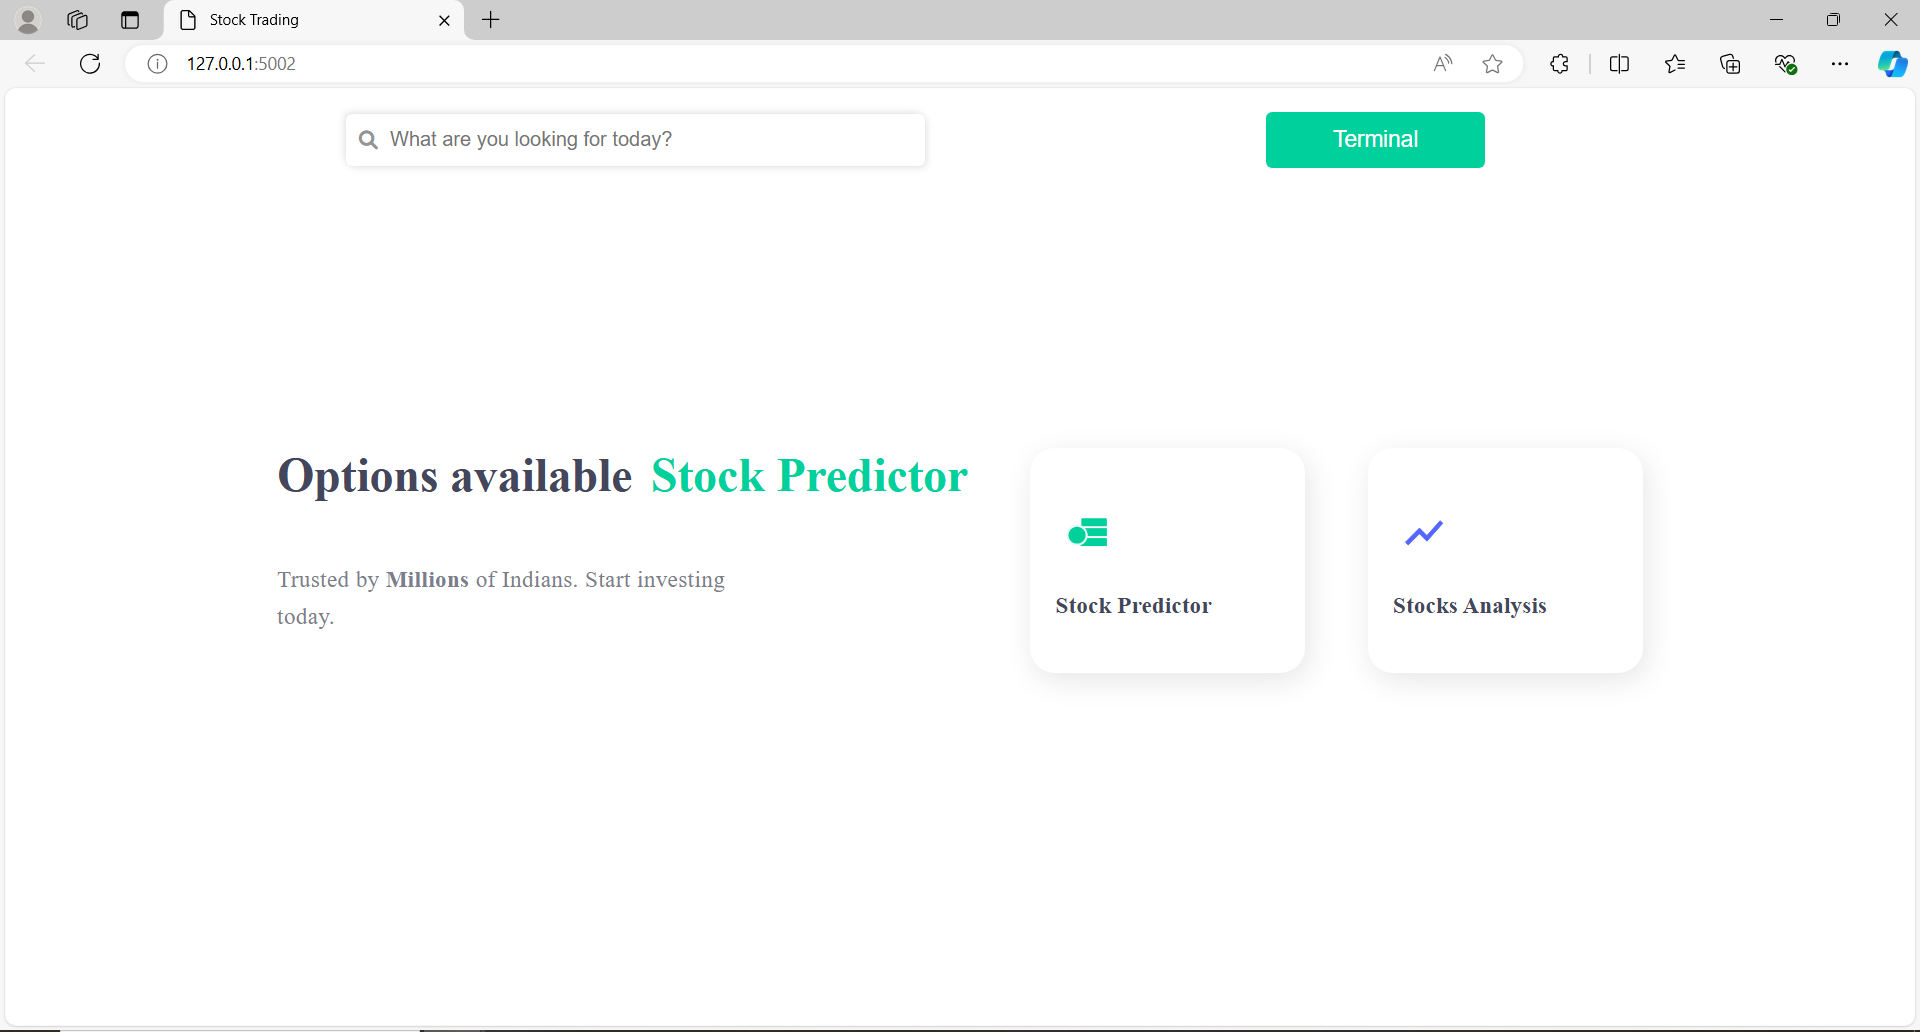 Stock Trading
127.0.0.1:5002
What are you looking for today?
Terminal
Options available Stock Predictor
Trusted by Millions of Indians. Start investing
today.
Stock Predictor
Stocks Analysis